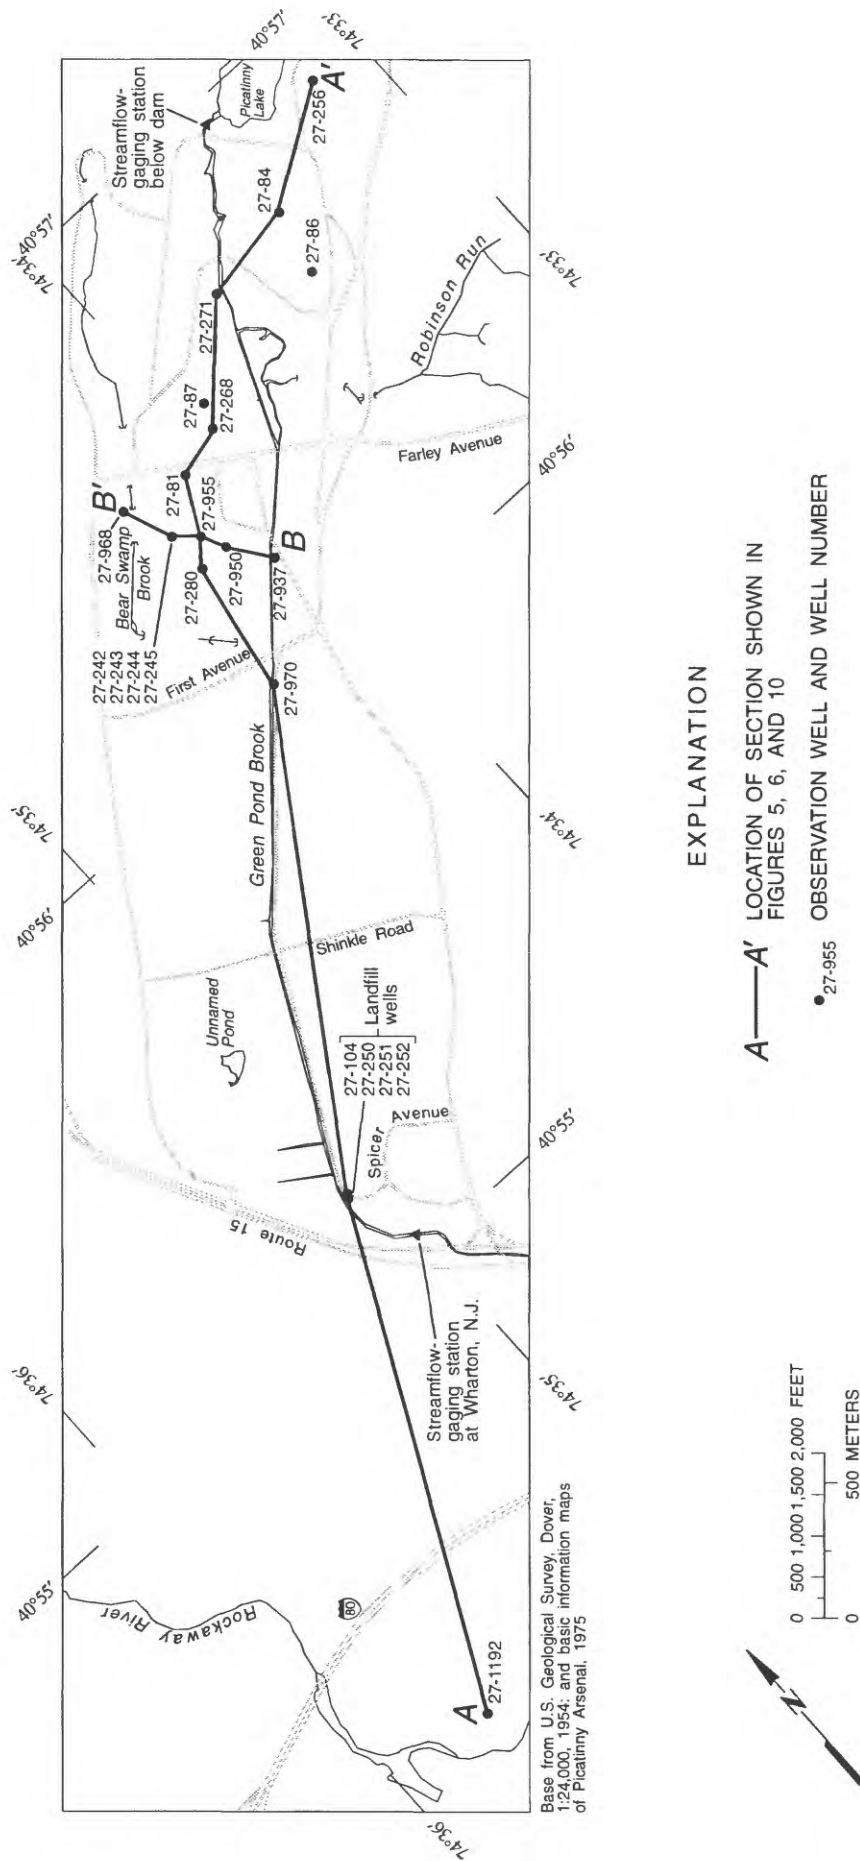 40°57'
74°33'
Streamflow-
gaging station
below dam
Picatinny
Lake
A'
27-256
27-84
27-86
40°57'
74°34'
74°33'
Robinson Run
27-271
27-87
27-268
Farley Avenue
40°56'
27-81
27-955
B'
27-968
Bear Swamp
Brook
27-950
B
27-937
27-280
27-242
27-243
27-244
27-245
First Avenue
27-970
Green Pond Brook
74°35'
40°56'
74°34'
Shinkle Road
Unnamed
Pond
27-104
27-250
27-251
27-252
Landfill
wells
Spicer Avenue
40°55'
Route 15
Streamflow-
gaging station
at Wharton, N.J.
74°36'
74°35'
40°55'
Rockaway River
80
A
27-1192
74°36'
Base from U.S. Geological Survey, Dover,
1:24,000, 1954; and basic information maps
of Picatinny Arsenal, 1975
EXPLANATION
A A' LOCATION OF SECTION SHOWN IN
FIGURES 5, 6, AND 10
27-955 OBSERVATION WELL AND WELL NUMBER
0 500 1,000 1,500 2,000 FEET
0 500 METERS
N